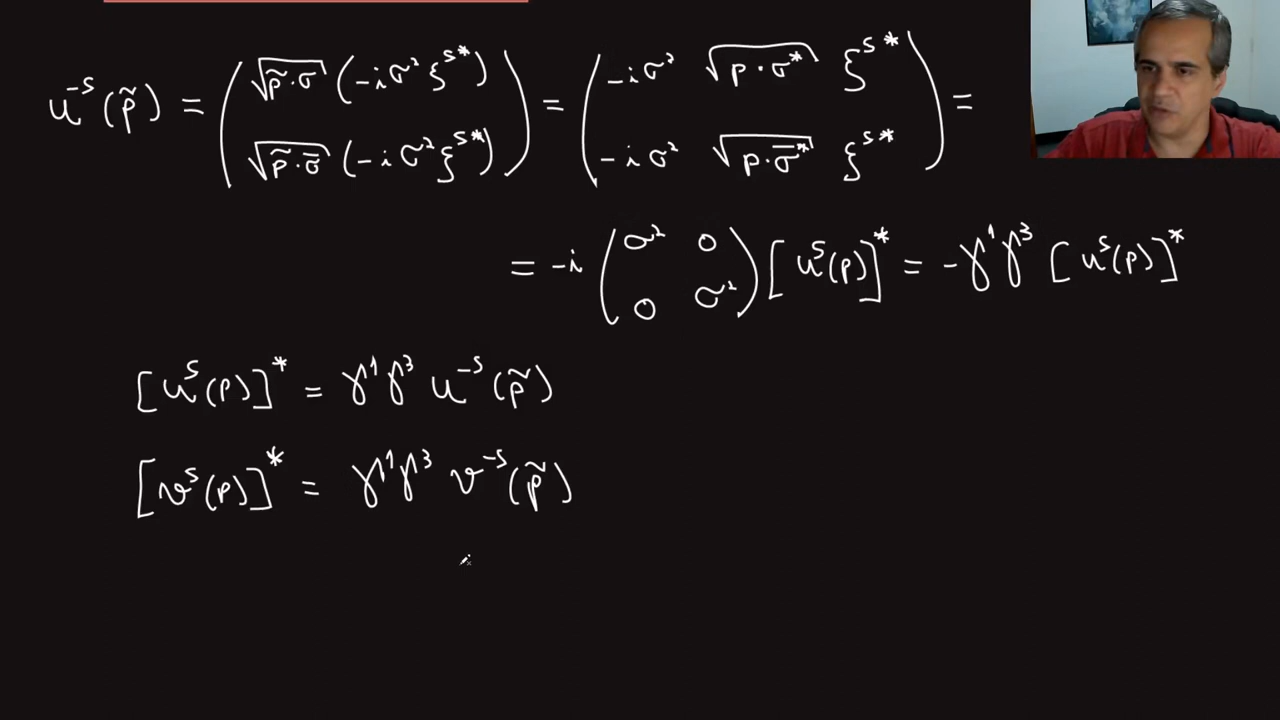 u^{-s}(p̃) = ( √(p̃·σ) (-iσ² ξ^{s*}) ; √(p̃·σ̄) (-iσ² ξ^{s*}) ) = ( -iσ² √(p·σ*) ξ^{s*} ; -iσ² √(p·σ̄*) ξ^{s*} ) =
= -i ( σ² 0 ; 0 σ² ) [u^s(p)]^* = -γ¹γ³ [u^s(p)]^*
[u^s(p)]^* = γ¹γ³ u^{-s}(p̃)
[v^s(p)]^* = γ¹γ³ v^{-s}(p̃)